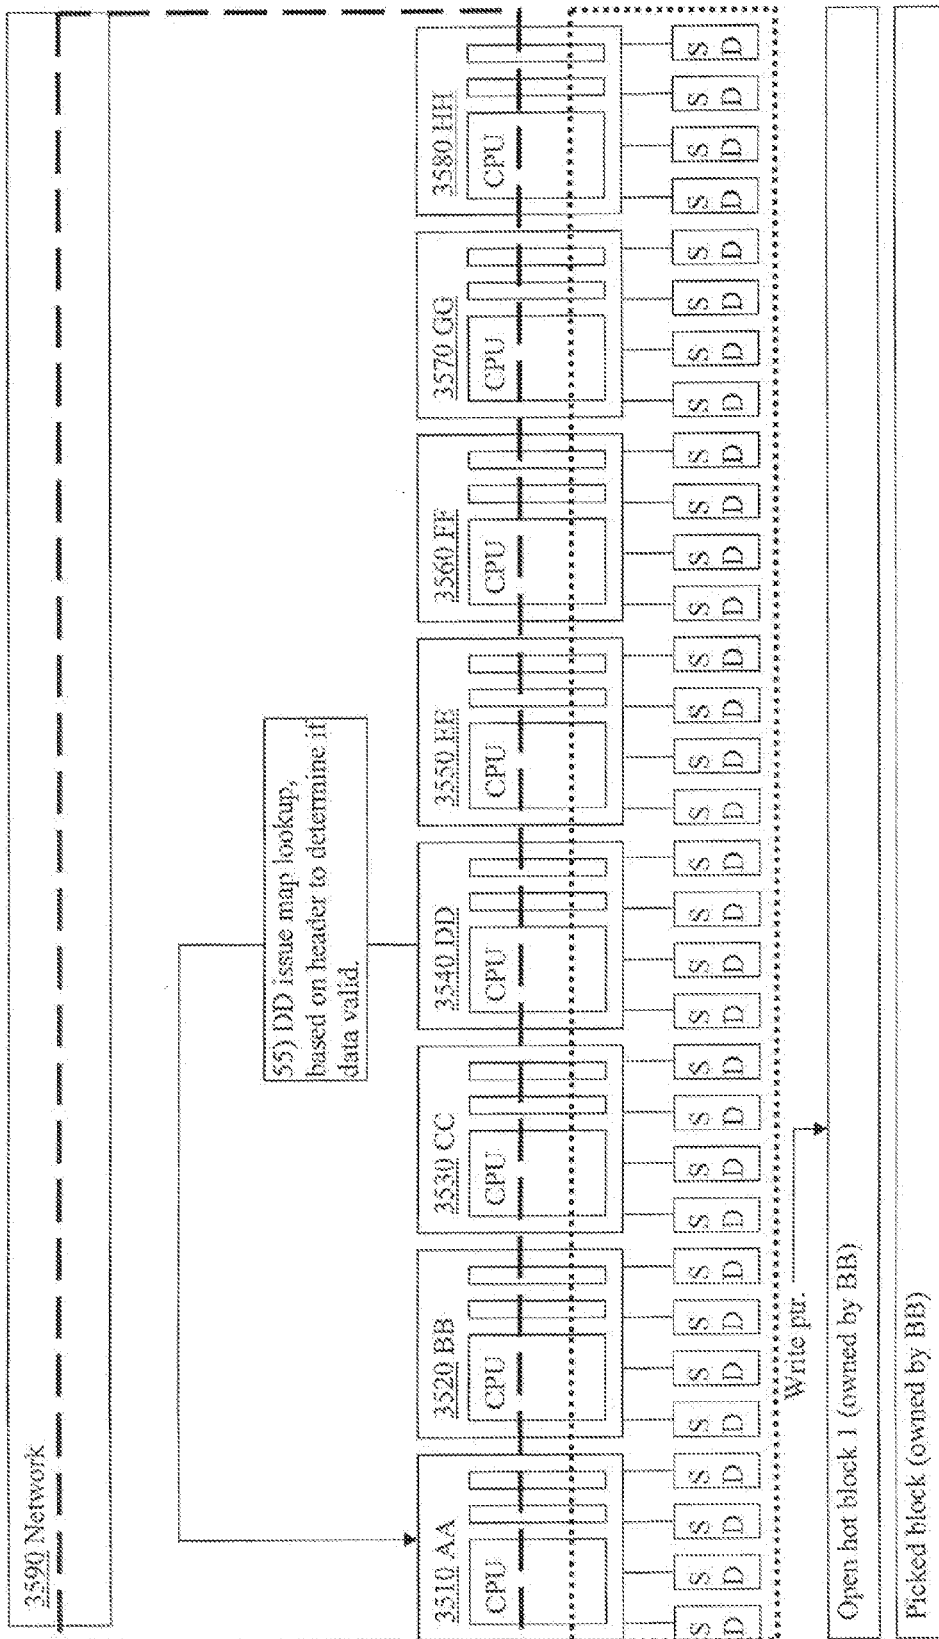 3590 Network
55) DD issue map lookup,
based on header to determine if
data valid.
3510 AA
CPU
3520 BB
CPU
3530 CC
CPU
3540 DD
CPU
3550 EE
CPU
3560 FF
CPU
3570 GG
CPU
3580 HH
CPU
S S S S S S S S S S S S S S S S S S S S S S S S S S S S S S S S
D D D D D D D D D D D D D D D D D D D D D D D D D D D D D D D D
Write ptr.
Open hot block 1 (owned by BB)
Picked block (owned by BB)